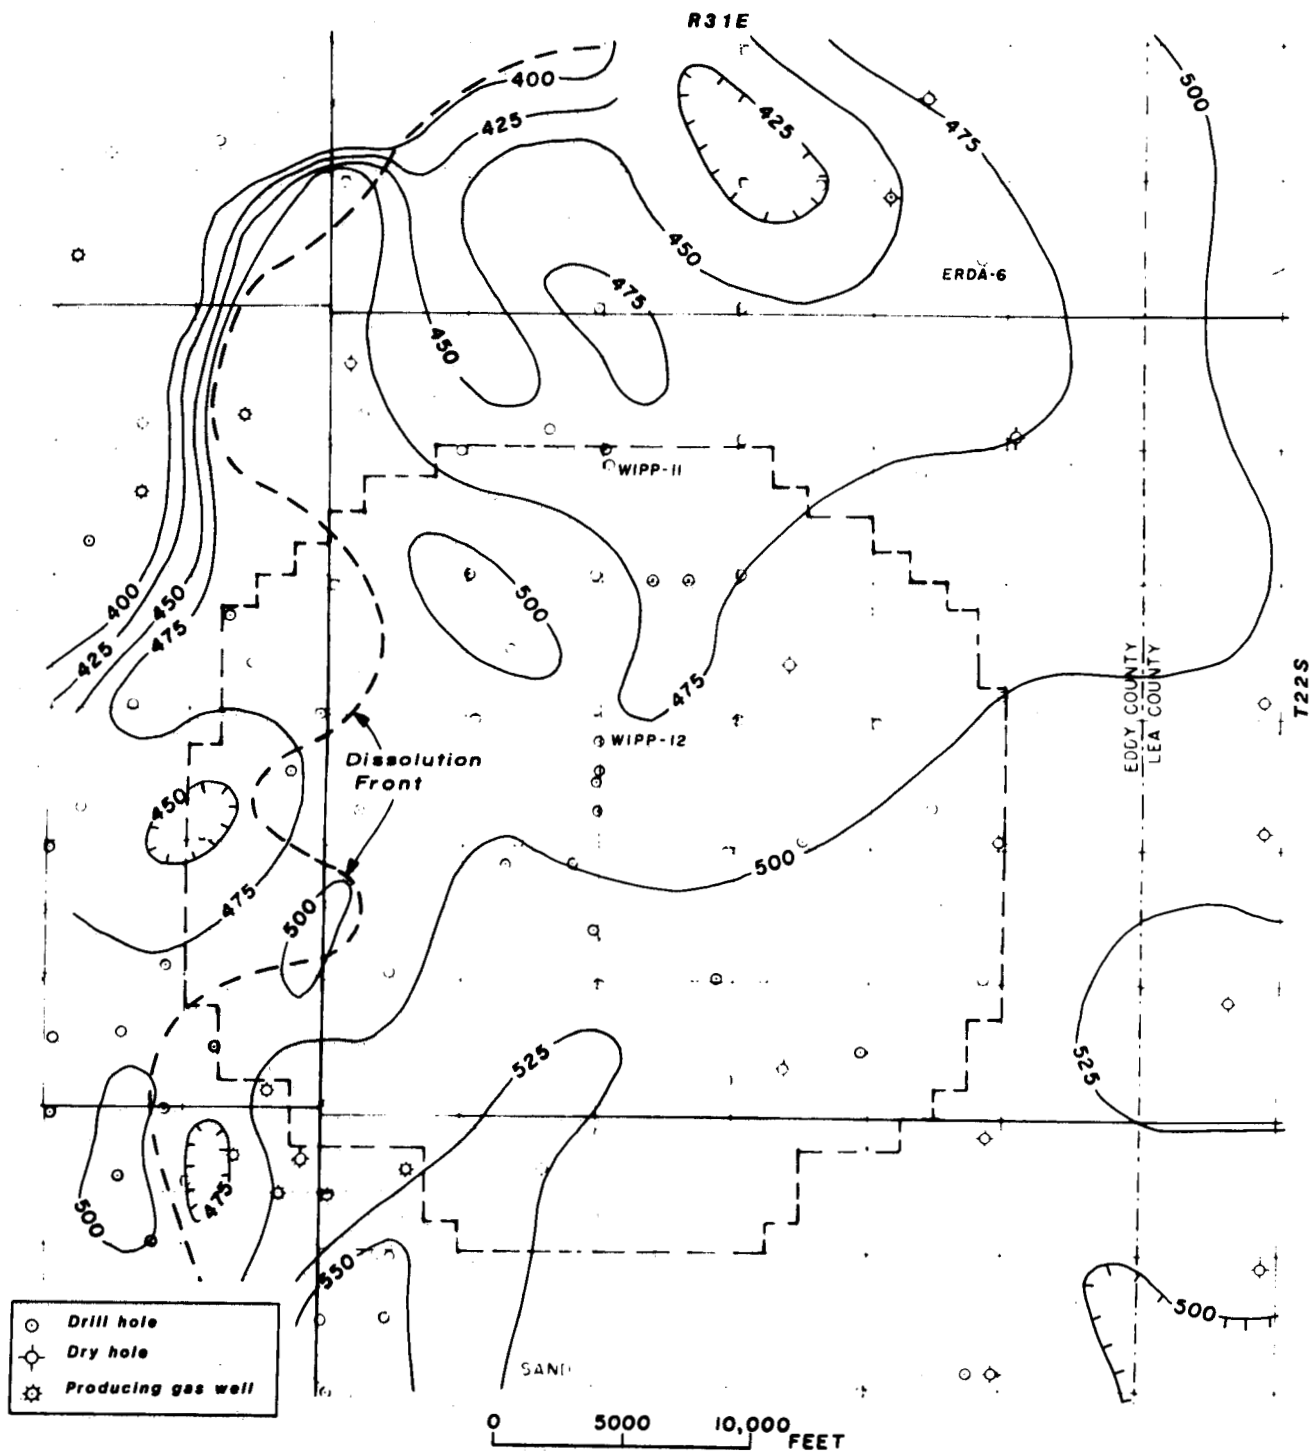 R31E
400
500
425
425
475
450
ERDA-6
475
450
WIPP-11
400
450
500
425
475
475
EDDY COUNTY
LEA COUNTY
T22S
WIPP-12
Dissolution
Front
450
500
475
500
525
525
475
500
550
500
Drill hole
Dry hole
Producing gas well
SAND
0 5000 10,000 FEET